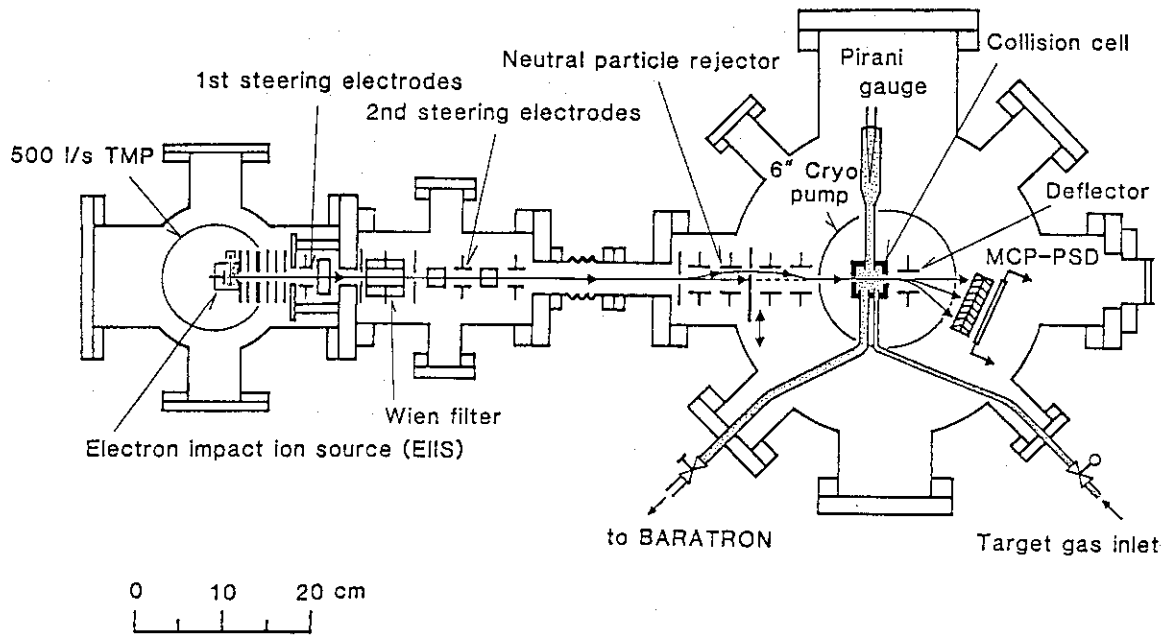 Collision cell
Neutral particle rejector
Pirani
gauge
1st steering electrodes
2nd steering electrodes
500 l/s TMP
6" Cryo
pump
Deflector
MCP-PSD
Wien filter
Electron impact ion source (EIIS)
to BARATRON
Target gas inlet
0 10 20 cm